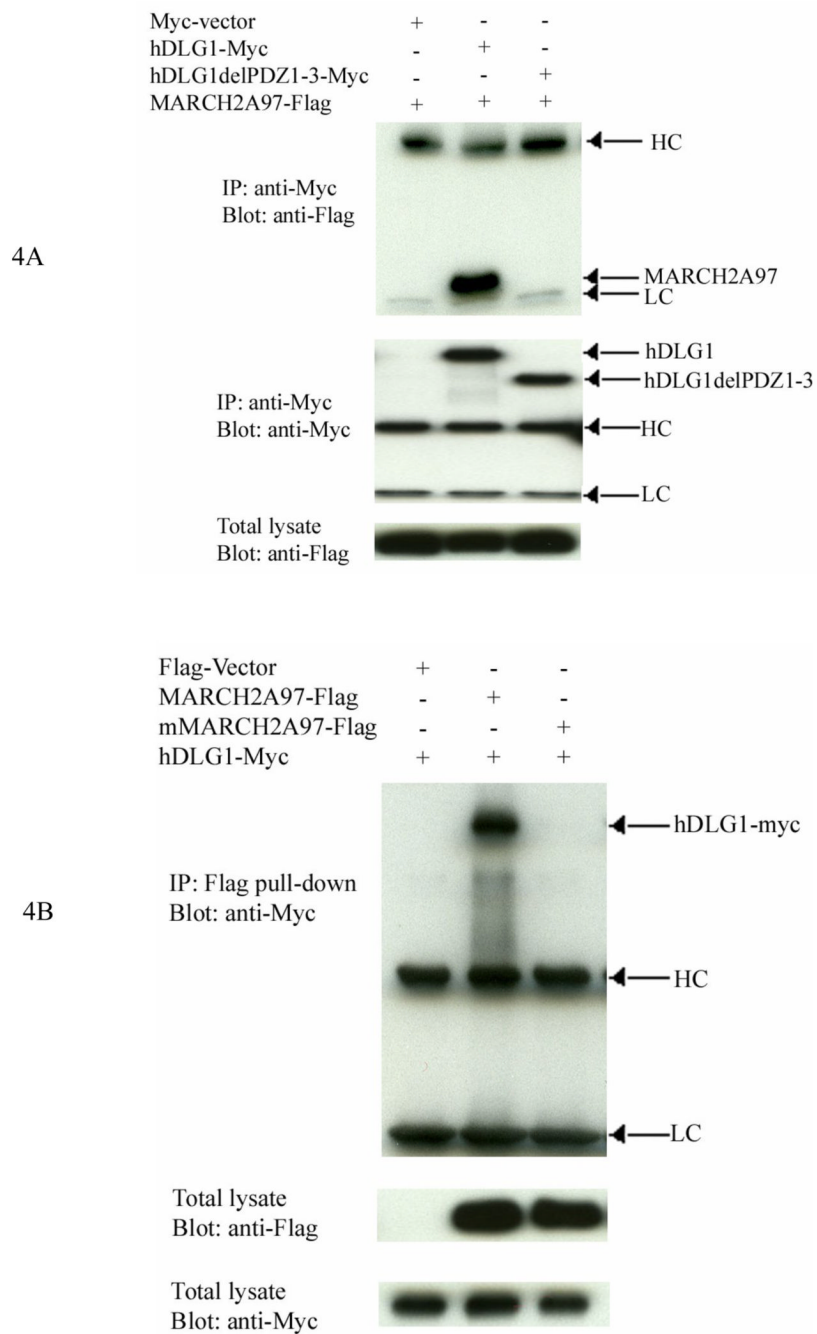 Myc-vector + - -
hDLG1-Myc - + -
hDLG1delPDZ1-3-Myc - - +
MARCH2A97-Flag + + +
HC
IP: anti-Myc
Blot: anti-Flag
4A
MARCH2A97
LC
hDLG1
hDLG1delPDZ1-3
IP: anti-Myc
Blot: anti-Myc
HC
LC
Total lysate
Blot: anti-Flag
Flag-Vector + - -
MARCH2A97-Flag - + -
mMARCH2A97-Flag - - +
hDLG1-Myc + + +
hDLG1-myc
IP: Flag pull-down
Blot: anti-Myc
4B
HC
LC
Total lysate
Blot: anti-Flag
Total lysate
Blot: anti-Myc